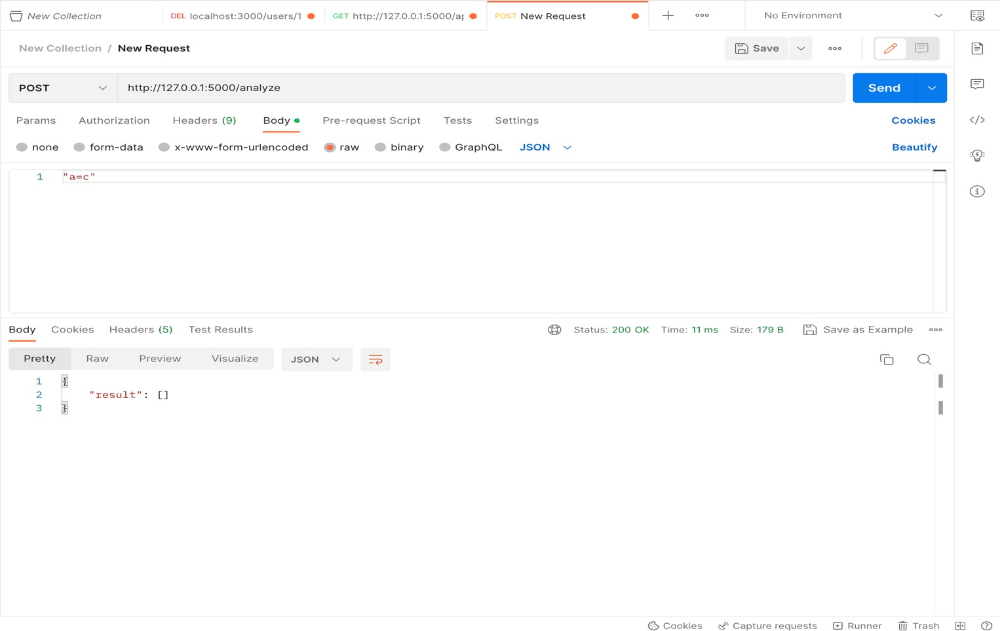 New Collection DEL localhost:3000/users/1 GET http://127.0.0.1:5000/ap POST New Request No Environment
New Collection / New Request Save
POST http://127.0.0.1:5000/analyze Send
Params Authorization Headers (9) Body Pre-request Script Tests Settings Cookies
none form-data x-www-form-urlencoded raw binary GraphQL JSON Beautify
1 "a=c"
Body Cookies Headers (5) Test Results Status: 200 OK Time: 11 ms Size: 179 B Save as Example
Pretty Raw Preview Visualize JSON
1 {
2 "result": []
3 }
Cookies Capture requests Runner Trash